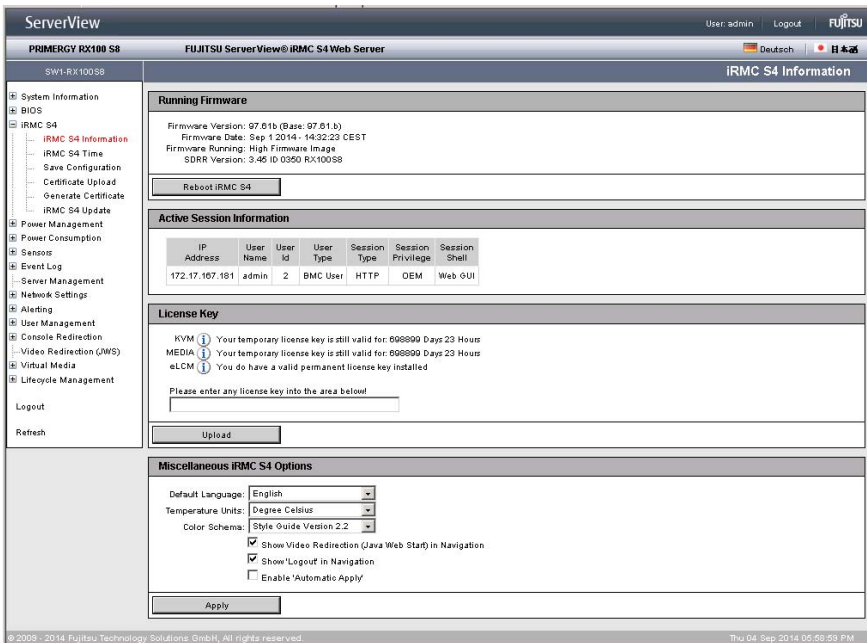 ServerView
User: admin Logout FUJITSU
PRIMERGY RX100 S8 FUJITSU ServerView® iRMC S4 Web Server Deutsch 日本語
SW1-RX100S8 iRMC S4 Information
System Information
BIOS
iRMC S4
iRMC S4 Information
iRMC S4 Time
Save Configuration
Certificate Upload
Generate Certificate
iRMC S4 Update
Power Management
Power Consumption
Sensors
Event Log
Server Management
Network Settings
Alerting
User Management
Console Redirection
Video Redirection (JWS)
Virtual Media
Lifecycle Management
Logout
Refresh
Running Firmware
Firmware Version: 97.61b (Base: 97.61.b)
Firmware Date: Sep 1 2014 - 14:32:23 CEST
Firmware Running: High Firmware Image
SDRR Version: 3.45 ID 0350 RX100S8
Reboot iRMC S4
Active Session Information
IP Address User Name User Id User Type Session Type Session Privilege Session Shell
172.17.167.181 admin 2 BMC User HTTP OEM Web GUI
License Key
KVM i Your temporary license key is still valid for: 698899 Days 23 Hours
MEDIA i Your temporary license key is still valid for: 698899 Days 23 Hours
eLCM i You do have a valid permanent license key installed
Please enter any license key into the area below!
Upload
Miscellaneous iRMC S4 Options
Default Language: English
Temperature Units: Degree Celsius
Color Schema: Style Guide Version 2.2
Show Video Redirection (Java Web Start) in Navigation
Show 'Logout' in Navigation
Enable 'Automatic Apply'
Apply
© 2009 - 2014 Fujitsu Technology Solutions GmbH, All rights reserved. Thu 04 Sep 2014 05:58:59 PM